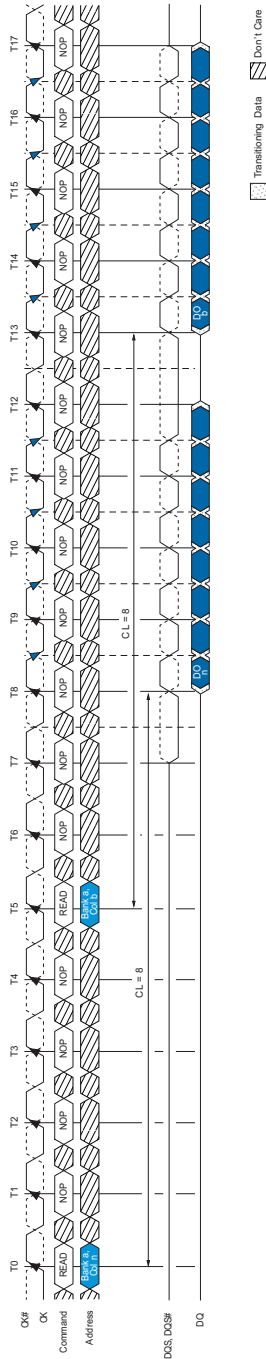 T0 T1 T2 T3 T4 T5 T6 T7 T8 T9 T10 T11 T12 T13 T14 T15 T16 T17
CK#
CK
Command READ NOP NOP NOP NOP READ NOP NOP NOP NOP NOP NOP NOP NOP NOP NOP NOP NOP
Address Bank a, Col n Bank a, Col b
CL = 8
CL = 8
DQS, DQS#
DQ DO n DO b
Transitioning Data Don't Care